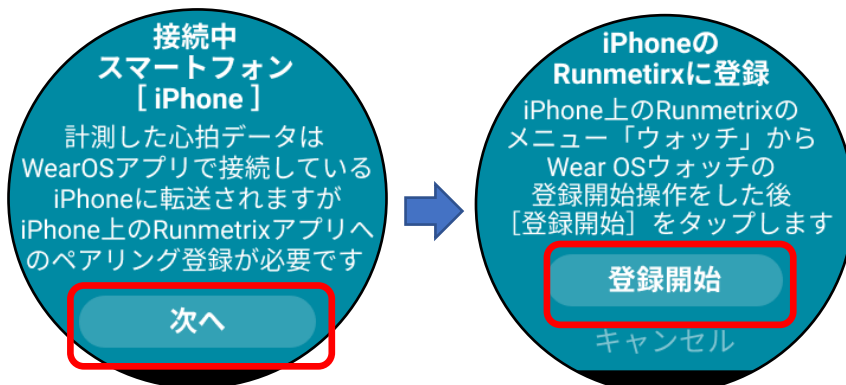 接続中
スマートフォン
[ iPhone ]
計測した心拍データは
WearOSアプリで接続している
iPhoneに転送されますが
iPhone上のRunmetrixアプリへ
のペアリング登録が必要です
次へ
iPhoneの
Runmetirxに登録
iPhone上のRunmetrixの
メニュー「ウォッチ」から
Wear OSウォッチの
登録開始操作をした後
[登録開始] をタップします
登録開始
キャンセル